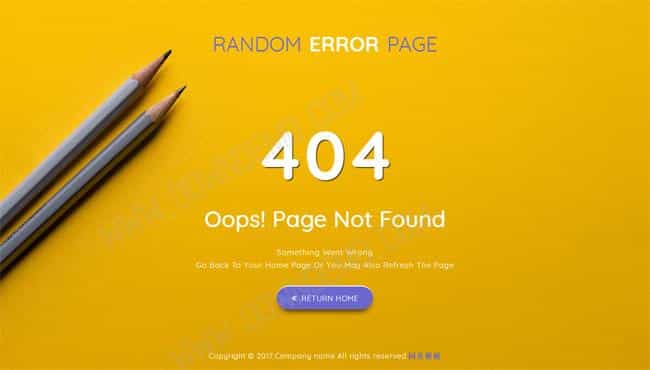 RANDOM ERROR PAGE
404
Oops! Page Not Found
Something Went Wrong
Go Back To Your Home Page Or You May Also Refresh The Page
RETURN HOME
Copyright © 2017.Company name All rights reserved.